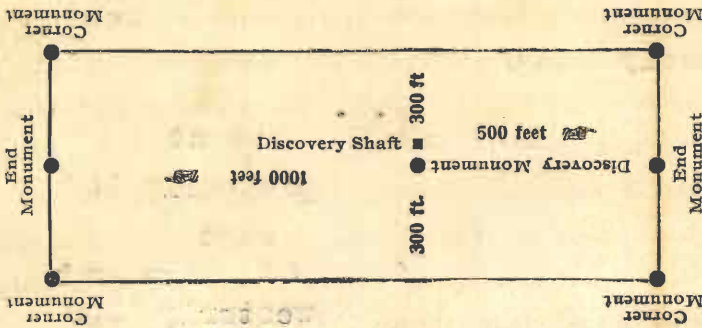 Corner
Monument
Corner
Monument
End
Monument
300 ft
500 feet
Discovery Shaft
Discovery Monument
1000 feet
300 ft.
End
Monument
Corner
Monument
Corner
Monument